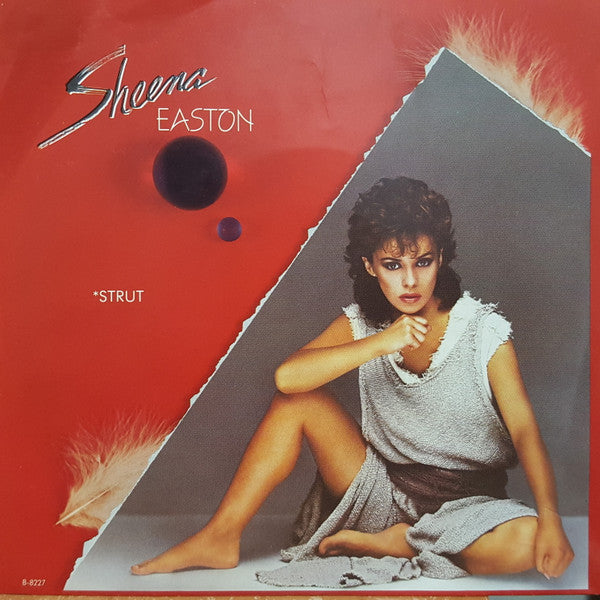 Sheena
EASTON
*STRUT
B-8227